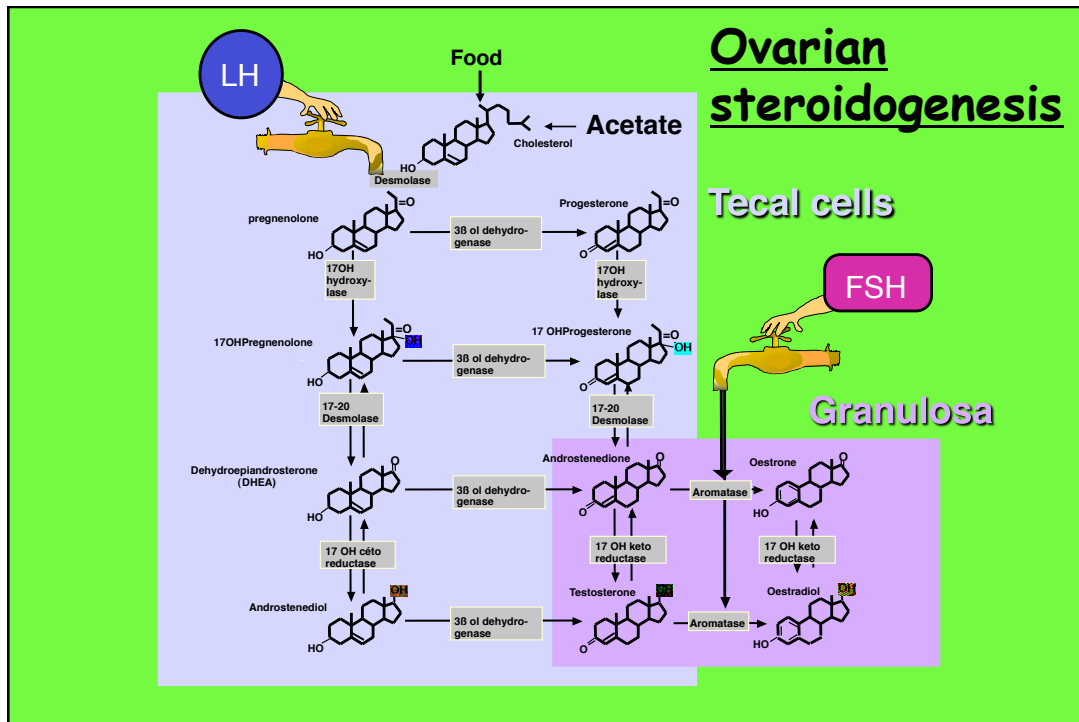 Ovarian
steroidogenesis
LH
Food
Acetate
Cholesterol
HO
Desmolase
Tecal cells
pregnenolone
=O
HO
3ß ol dehydro-
genase
Progesterone
=O
O
17OH
hydroxy-
lase
17OH
hydroxy-
lase
FSH
17OHPregnenolone
=O
OH
HO
3ß ol dehydro-
genase
17 OHProgesterone
=O
OH
O
17-20
Desmolase
17-20
Desmolase
Granulosa
Dehydroepiandrosterone
(DHEA)
O
HO
3ß ol dehydro-
genase
Androstenedione
O
O
Aromatase
Oestrone
O
HO
17 OH céto
reductase
17 OH keto
reductase
17 OH keto
reductase
Androstenediol
OH
HO
3ß ol dehydro-
genase
Testosterone
OH
O
Aromatase
Oestradiol
OH
HO